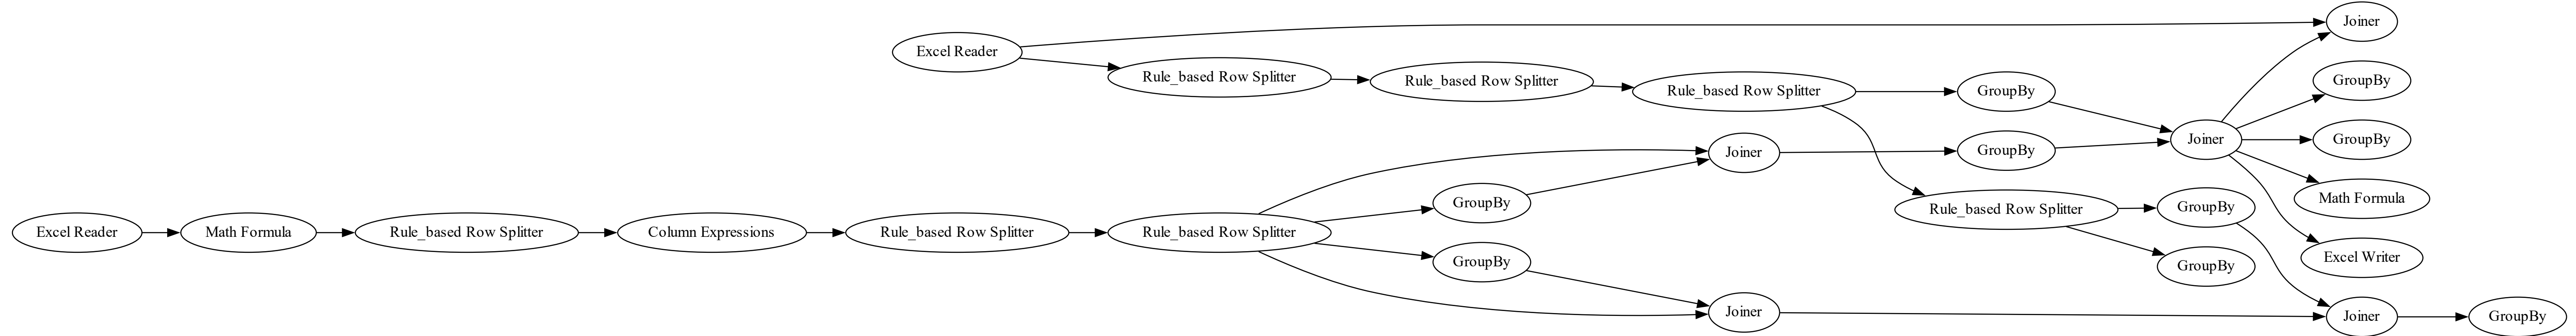 Joiner
Excel Reader
Rule_based Row Splitter
Rule_based Row Splitter
Rule_based Row Splitter
GroupBy
GroupBy
Joiner
GroupBy
Joiner
GroupBy
GroupBy
Rule_based Row Splitter
GroupBy
Math Formula
Excel Reader
Math Formula
Rule_based Row Splitter
Column Expressions
Rule_based Row Splitter
Rule_based Row Splitter
GroupBy
GroupBy
Excel Writer
Joiner
Joiner
GroupBy